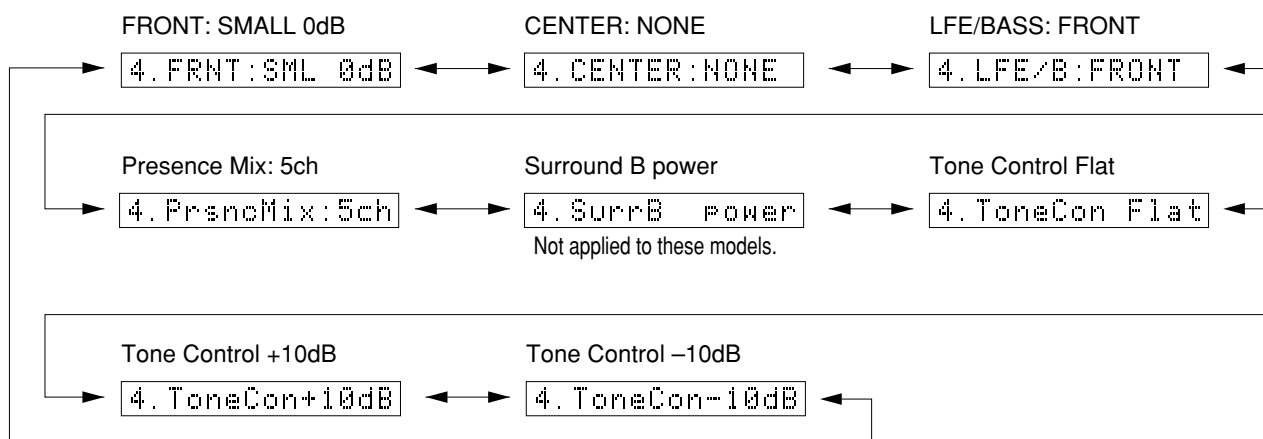 FRONT: SMALL 0dB
CENTER: NONE
LFE/BASS: FRONT
4.FRNT:SML 0dB
4.CENTER:NONE
4.LFE/B:FRONT
Presence Mix: 5ch
Surround B power
Tone Control Flat
4.PrsncMix:5ch
4.SurrB power
4.ToneCon Flat
Not applied to these models.
Tone Control +10dB
Tone Control –10dB
4.ToneCon+10dB
4.ToneCon-10dB